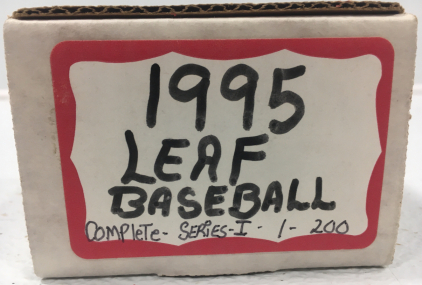 1995
LEAF
BASEBALL
COMPLETE- SERIES-I- 1- 200